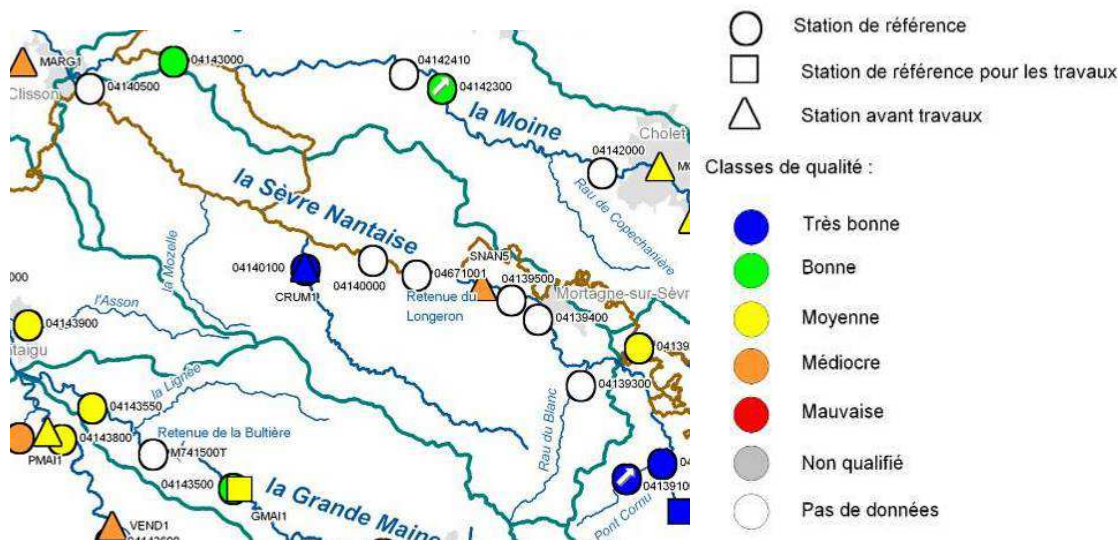 MARG1
Clisson
04140500
04143000
04142410
04142300
la Moine
Cholet
04142000
Rau de Copechanière
la Sèvre Nantaise
la Mozelle
04140100
CRUM1
04140000
04671001
SNAN5
04139500
Retenue du
Longeron
Mortagne-sur-Sèvr
04139400
l'Asson
04143900
taigu
la Lignée
04139300
Rau du Blanc
04143550
04143800
PMAI1
Retenue de la Bultière
M741500T
04143500
GMAI1
la Grande Maine
VEND1
0413910
Pont Cornu
Station de référence
Station de référence pour les travaux
Station avant travaux
Classes de qualité :
Très bonne
Bonne
Moyenne
Médiocre
Mauvaise
Non qualifié
Pas de données